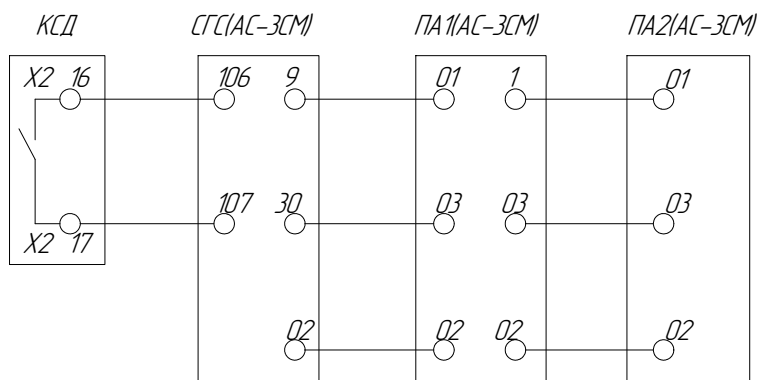 КСД СГС(АС-3СМ) ПА1(АС-3СМ) ПА2(АС-3СМ)
Х2 16 106 9 01 1 01
107 30 03 03 03
Х2 17
02 02 02 02